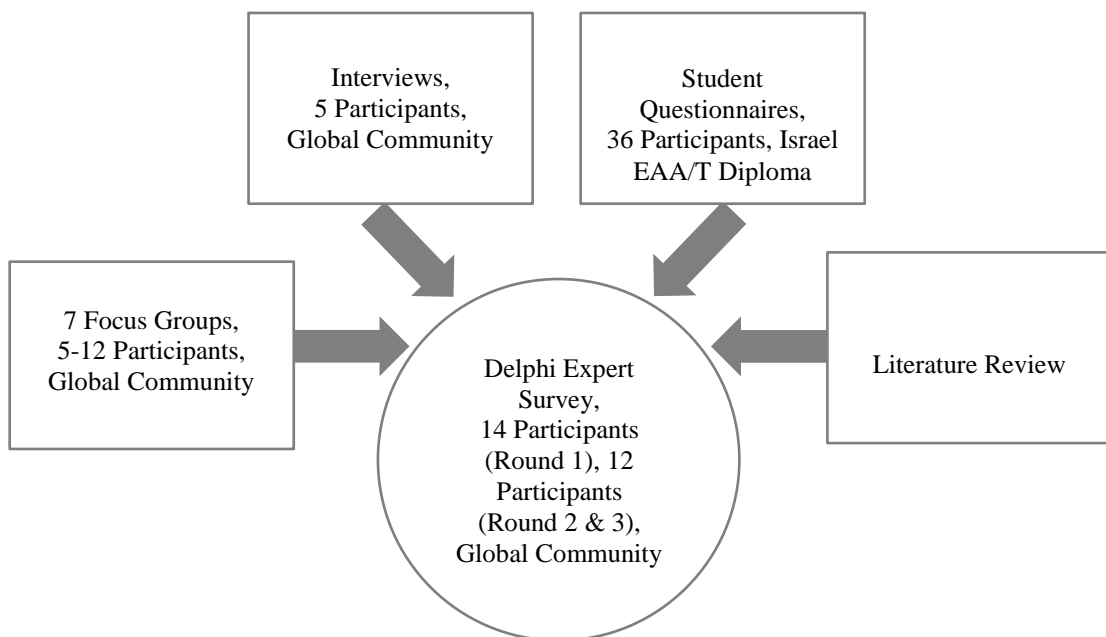 Interviews,
5 Participants,
Global Community
Student
Questionnaires,
36 Participants, Israel
EAA/T Diploma
7 Focus Groups,
5-12 Participants,
Global Community
Delphi Expert
Survey,
14 Participants
(Round 1), 12
Participants
(Round 2 & 3),
Global Community
Literature Review